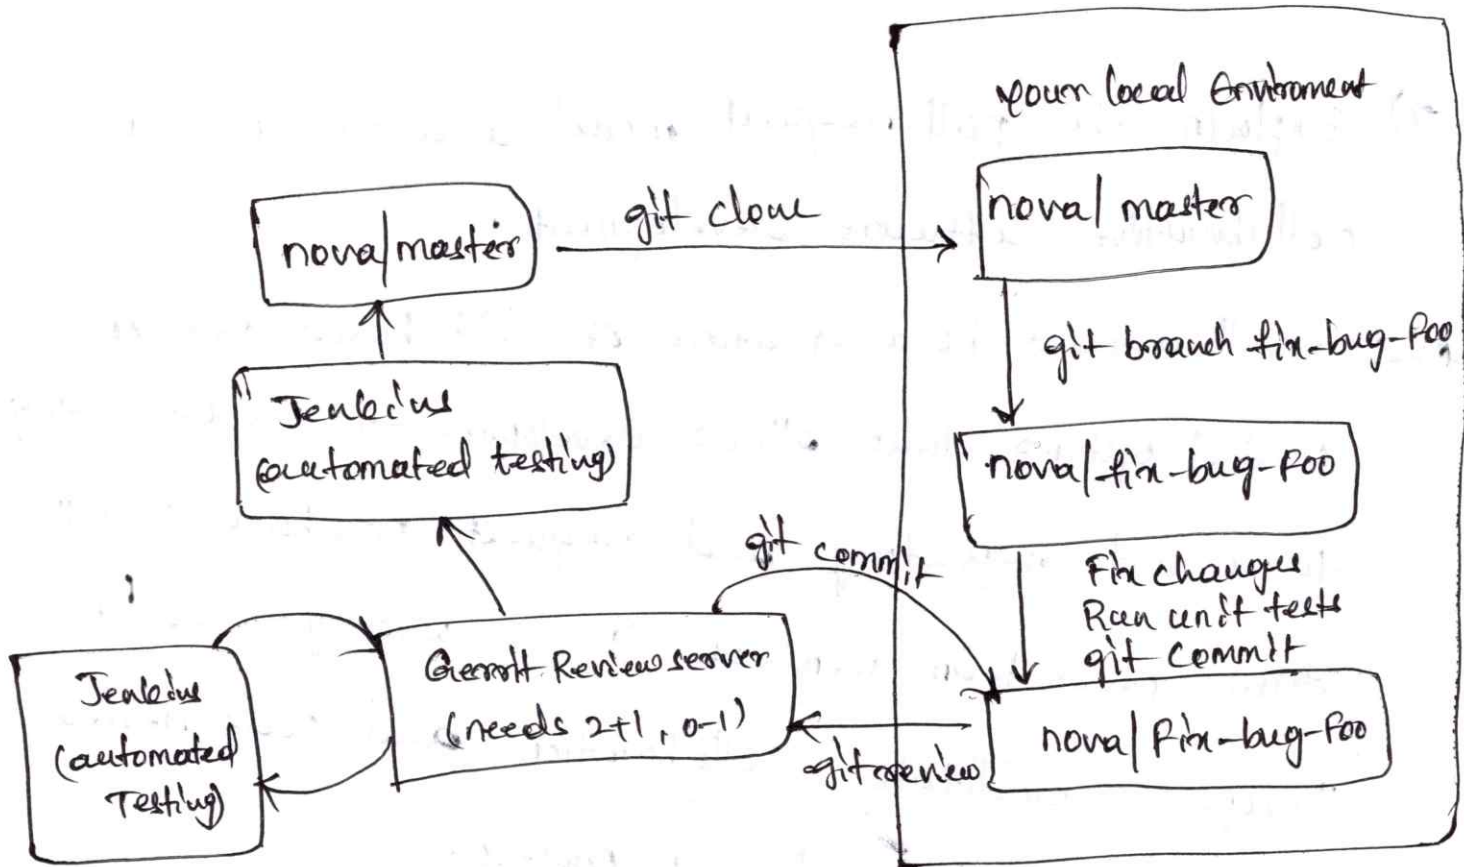 your local Enviroment
nova/master
git clone
nova/master
git branch fix-bug-foo
Jenkins
(automated testing)
nova/fix-bug-foo
git commit
Fix changes
Run unit tests
git commit
Gerrit Review server
(needs 2+1, 0-1)
Jenkins
(automated
Testing)
git review
nova/Fix-bug-foo